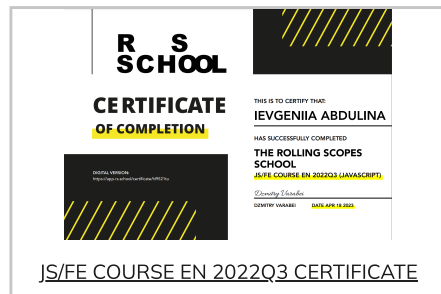 R S
SCHOOL
CERTIFICATE
OF COMPLETION
DIGITAL VERSION:
THIS IS TO CERTIFY THAT:
IEVGENIIA ABDULINA
HAS SUCCESSFULLY COMPLETED
THE ROLLING SCOPES
SCHOOL
JS/FE COURSE EN 2022Q3 (JAVASCRIPT)
Dzmitry Varabei
DZMITRY VARABEI DATE APR 18 2023
JS/FE COURSE EN 2022Q3 CERTIFICATE